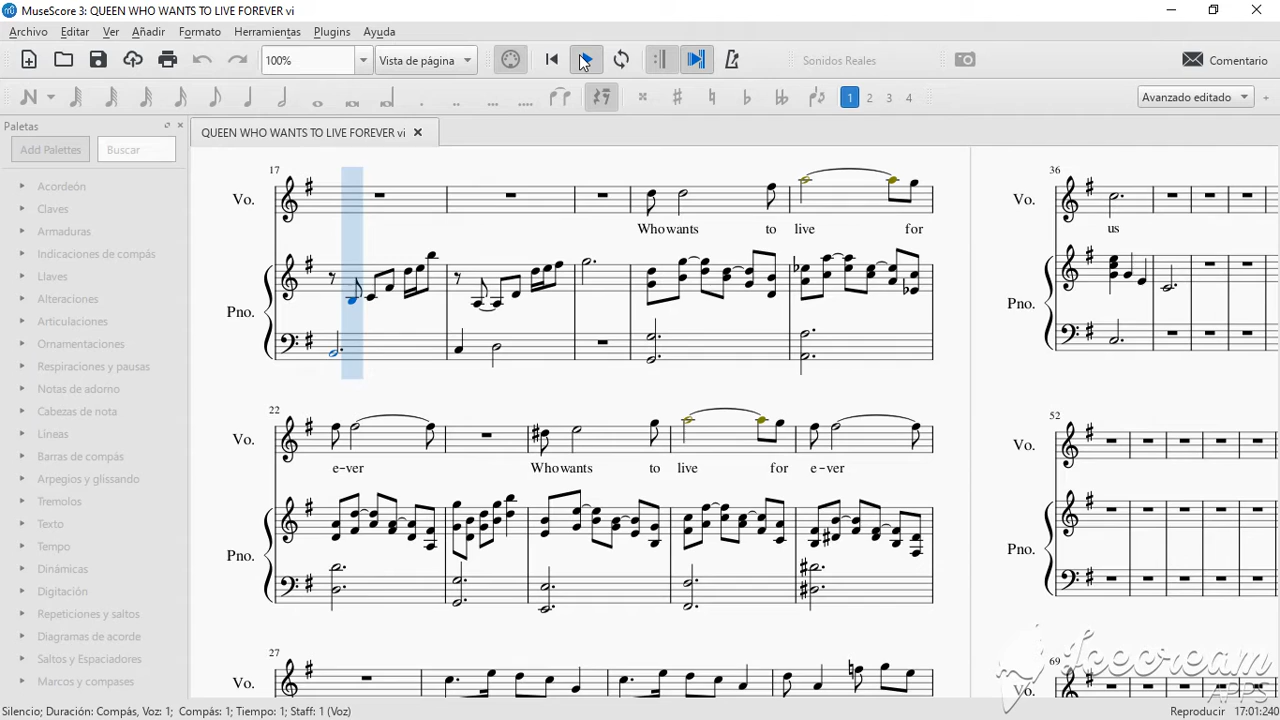 MuseScore 3: QUEEN WHO WANTS TO LIVE FOREVER vi
Archivo Editar Ver Añadir Formato Herramientas Plugins Ayuda
100% Vista de página Sonidos Reales Comentario
1 2 3 4 Avanzado editado
Paletas
QUEEN WHO WANTS TO LIVE FOREVER vi
Add Palettes Buscar
Acordeón
Claves
Armaduras
Indicaciones de compás
Llaves
Alteraciones
Articulaciones
Ornamentaciones
Respiraciones y pausas
Notas de adorno
Cabezas de nota
Líneas
Barras de compás
Arpegios y glissando
Tremolos
Texto
Tempo
Dinámicas
Digitación
Repeticiones y saltos
Diagramas de acorde
Saltos y Espaciadores
Marcos y compases
17
Vo.
Who wants to live for
Pno.
22
Vo.
e-ver Who wants to live for e-ver
Pno.
27
Vo.
36
Vo.
us
Pno.
52
Vo.
Pno.
69
Vo.
Icecream
APPS
Silencio; Duración: Compás, Voz: 1; Compás: 1; Tiempo: 1; Staff: 1 (Voz) Reproducir 17:01:240